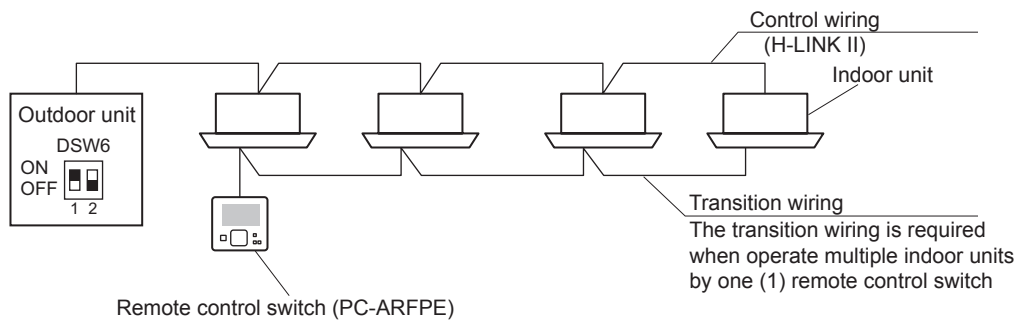 Control wiring
(H-LINK II)
Indoor unit
Outdoor unit
DSW6
ON
OFF
1 2
Transition wiring
The transition wiring is required
when operate multiple indoor units
by one (1) remote control switch
Remote control switch (PC-ARFPE)